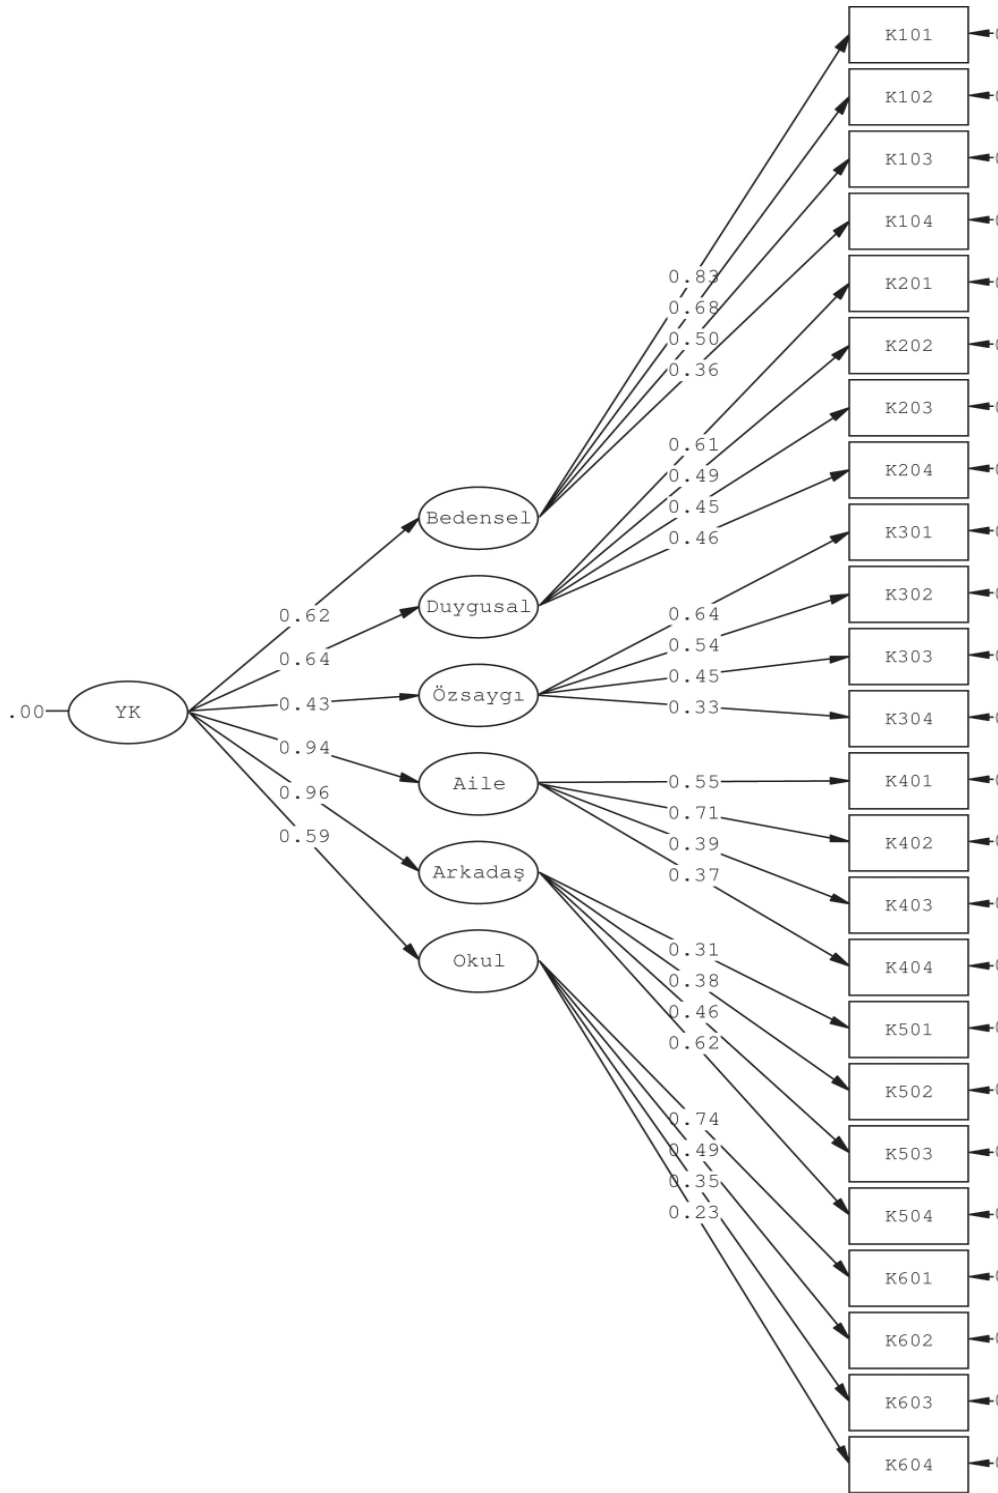 K101
K102
K103
K104
K201
K202
K203
K204
K301
K302
K303
K304
K401
K402
K403
K404
K501
K502
K503
K504
K601
K602
K603
K604
0.83
0.68
0.50
0.36
0.61
0.49
0.45
0.46
0.64
0.54
0.45
0.33
0.55
0.71
0.39
0.37
0.31
0.38
0.46
0.62
0.74
0.49
0.35
0.23
Bedensel
Duygusal
Özsaygı
Aile
Arkadaş
Okul
0.62
0.64
0.43
0.94
0.96
0.59
.00
YK